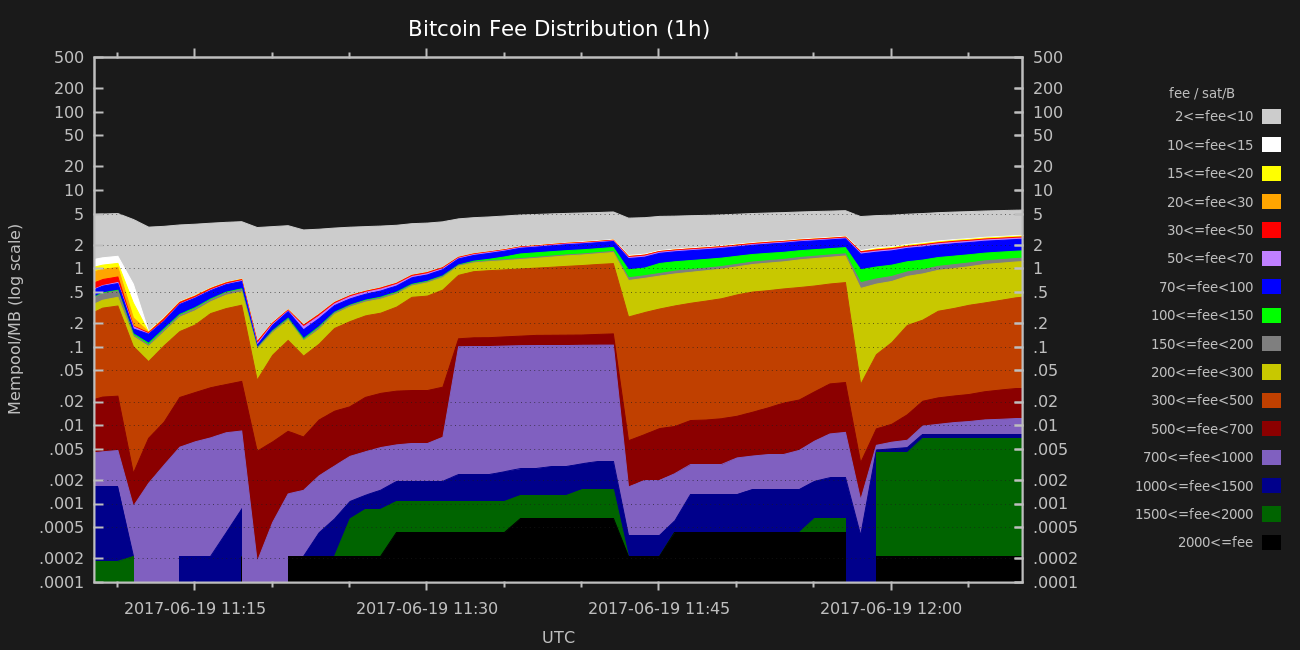 Bitcoin Fee Distribution (1h)
500 500
200 200
100 100
50 50
20 20
10 10
5 5
2 2
1 1
.5 .5
.2 .2
.1 .1
.05 .05
.02 .02
.01 .01
.005 .005
.002 .002
.001 .001
.0005 .0005
.0002 .0002
.0001 .0001
Mempool/MB (log scale)
2017-06-19 11:15 2017-06-19 11:30 2017-06-19 11:45 2017-06-19 12:00
UTC
fee / sat/B
2<=fee<10
10<=fee<15
15<=fee<20
20<=fee<30
30<=fee<50
50<=fee<70
70<=fee<100
100<=fee<150
150<=fee<200
200<=fee<300
300<=fee<500
500<=fee<700
700<=fee<1000
1000<=fee<1500
1500<=fee<2000
2000<=fee